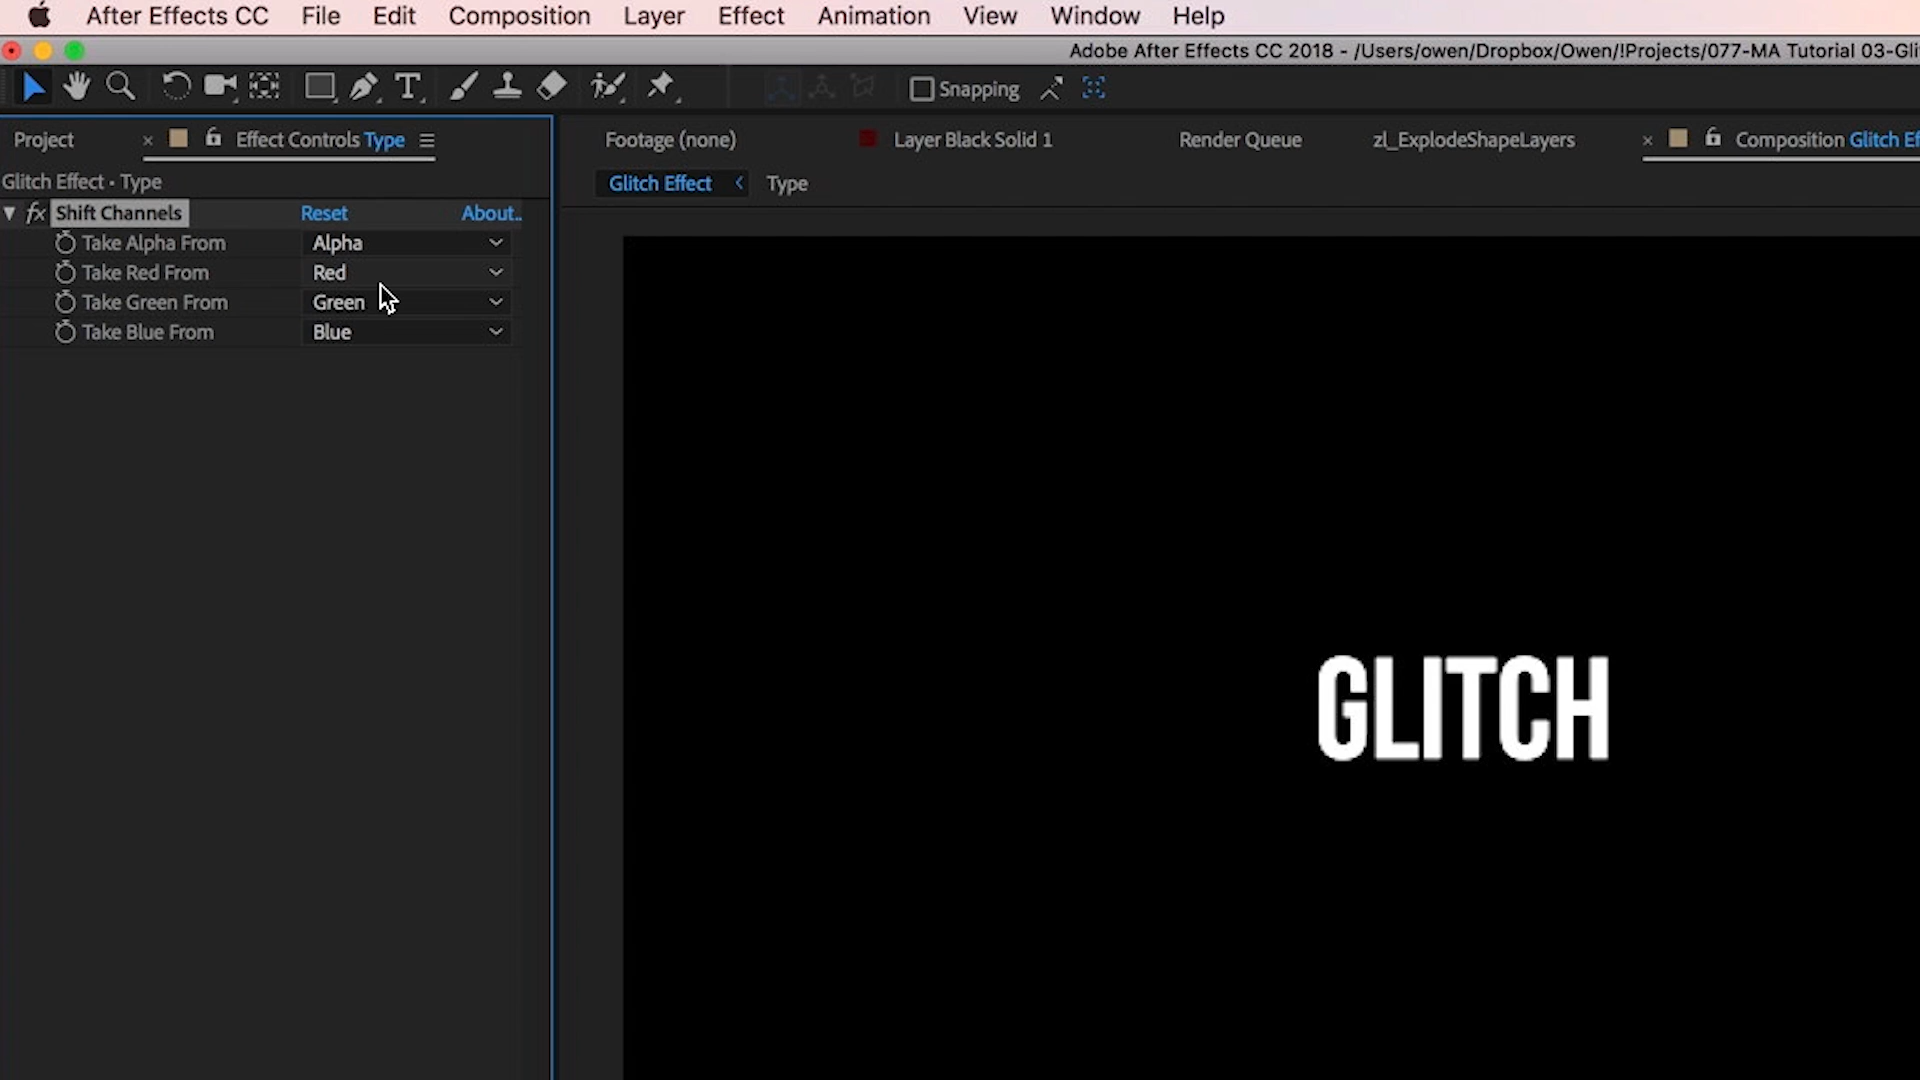 After Effects CC File Edit Composition Layer Effect Animation View Window Help
Adobe After Effects CC 2018 - /Users/owen/Dropbox/Owen/!Projects/077-MA Tutorial 03-Gli
Snapping
Project × Effect Controls Type Footage (none) Layer Black Solid 1 Render Queue zl_ExplodeShapeLayers × Composition Glitch Ef
Glitch Effect • Type
Glitch Effect < Type
fx Shift Channels Reset About..
Take Alpha From Alpha
Take Red From Red
Take Green From Green
Take Blue From Blue
GLITCH